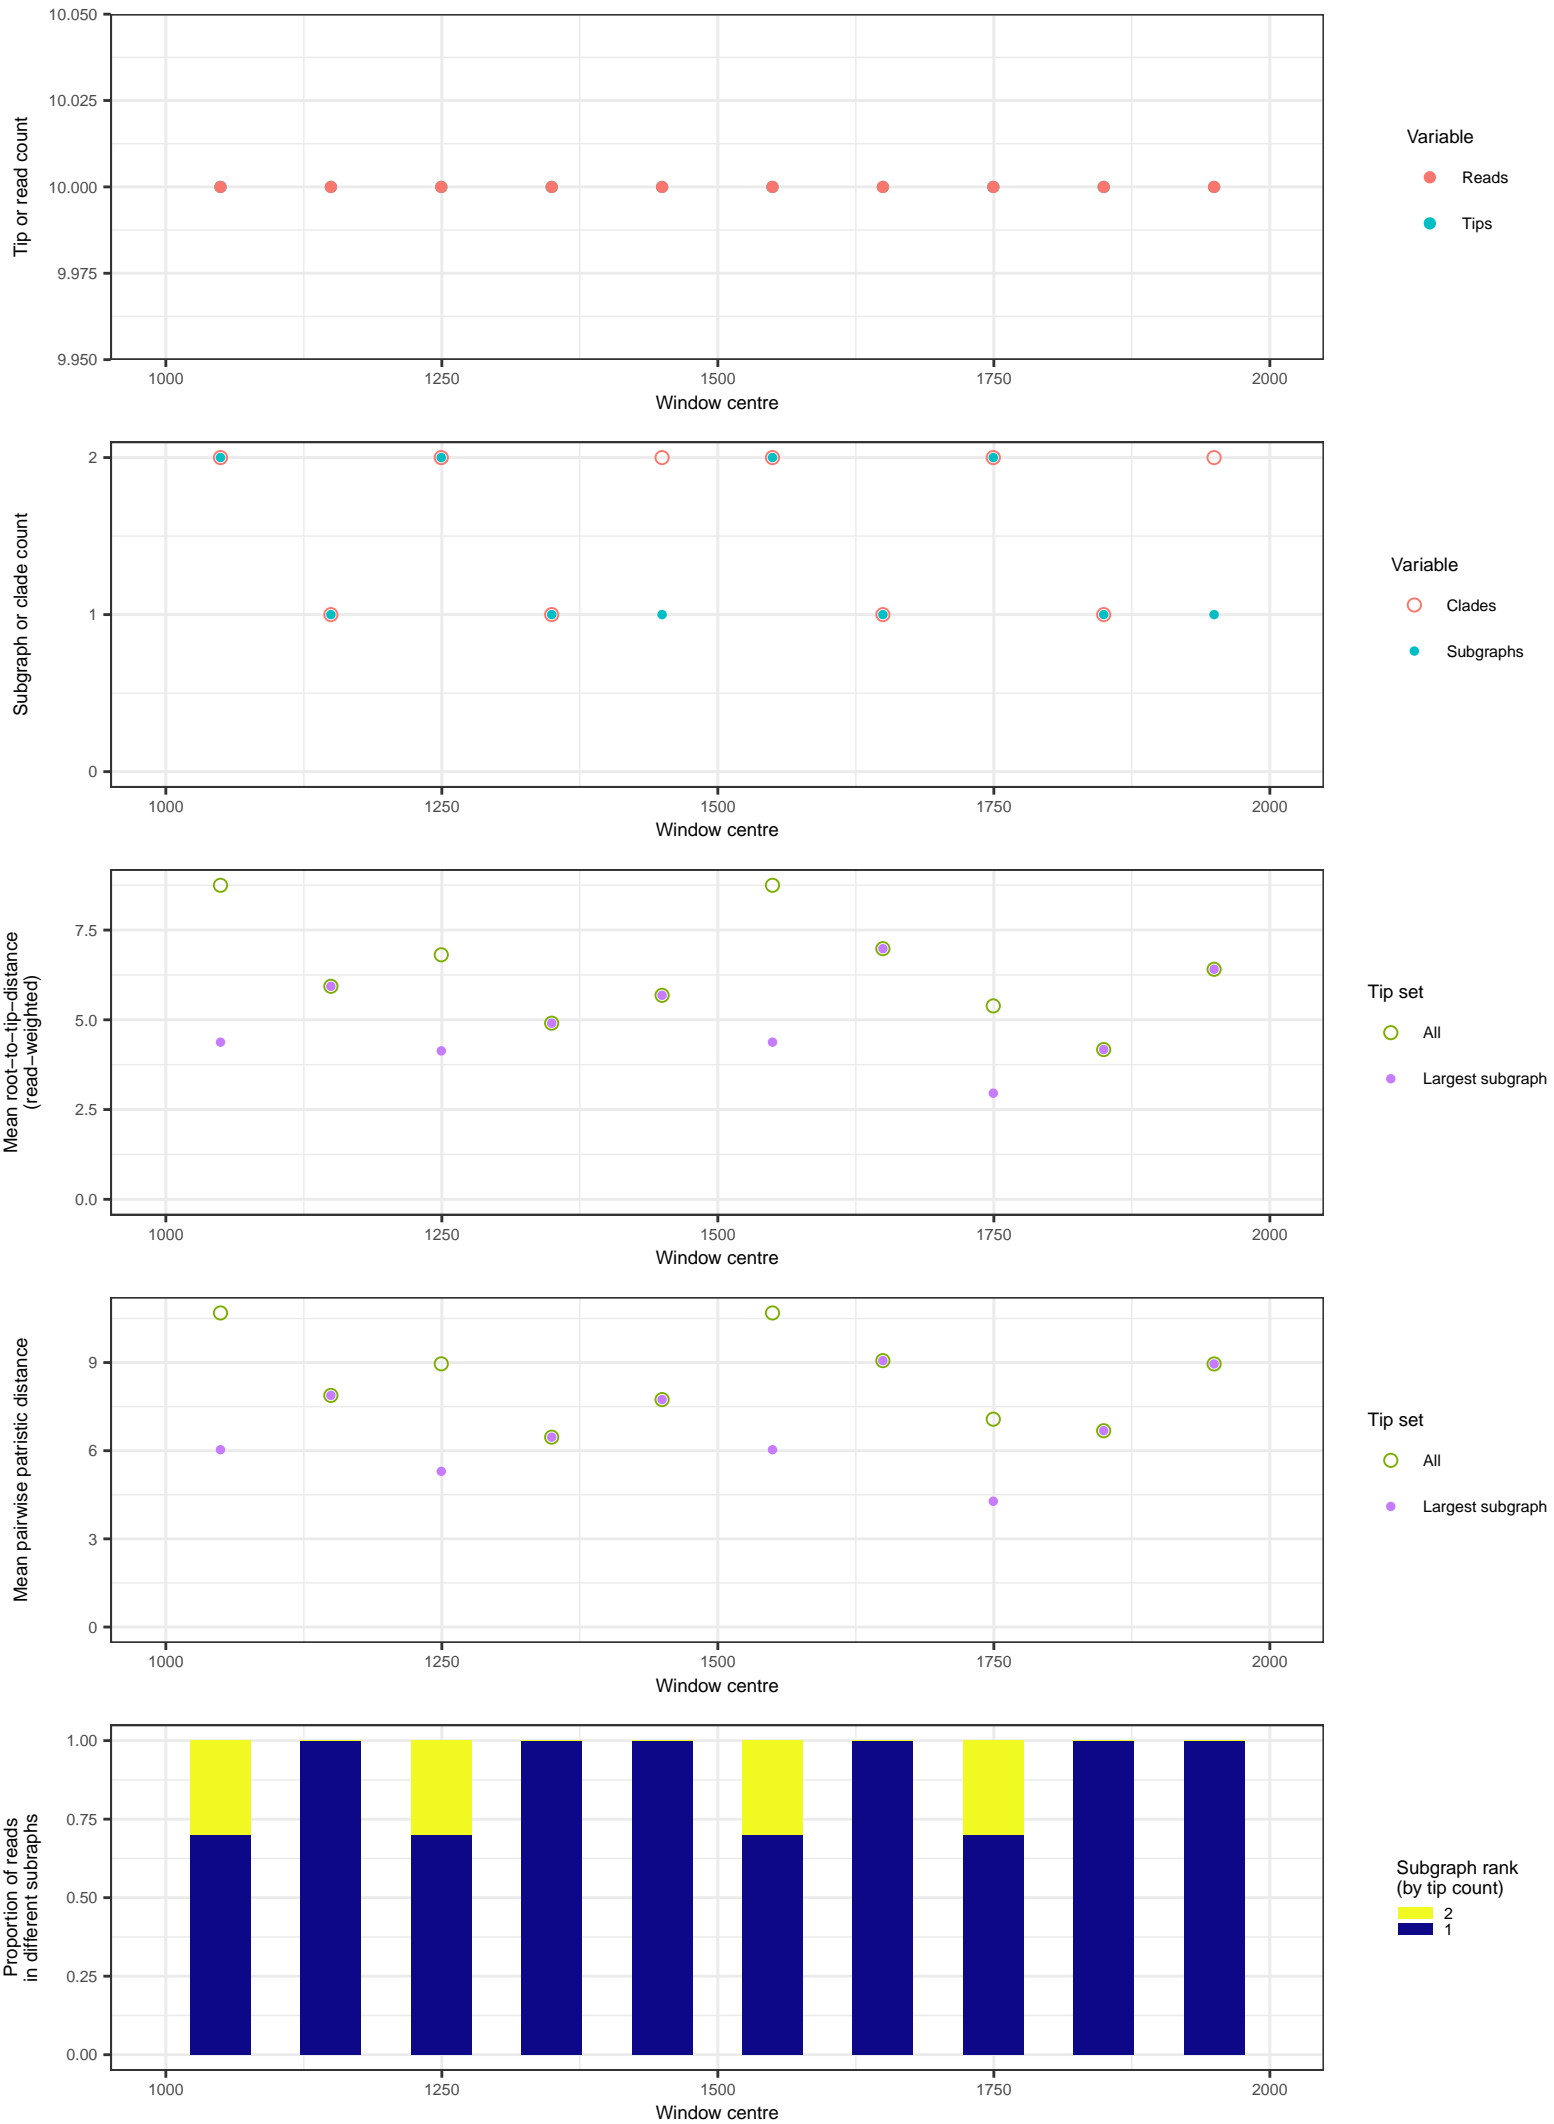 10.050
10.025
10.000
9.975
9.950
Tip or read count
1000 1250 1500 1750 2000
Window centre
Variable
Reads
Tips
2
1
0
Subgraph or clade count
1000 1250 1500 1750 2000
Window centre
Variable
Clades
Subgraphs
7.5
5.0
2.5
0.0
Mean root−to−tip−distance
(read−weighted)
1000 1250 1500 1750 2000
Window centre
Tip set
All
Largest subgraph
9
6
3
0
Mean pairwise patristic distance
1000 1250 1500 1750 2000
Window centre
Tip set
All
Largest subgraph
1.00
0.75
0.50
0.25
0.00
Proportion of reads
in different subraphs
1000 1250 1500 1750 2000
Window centre
Subgraph rank
(by tip count)
2
1